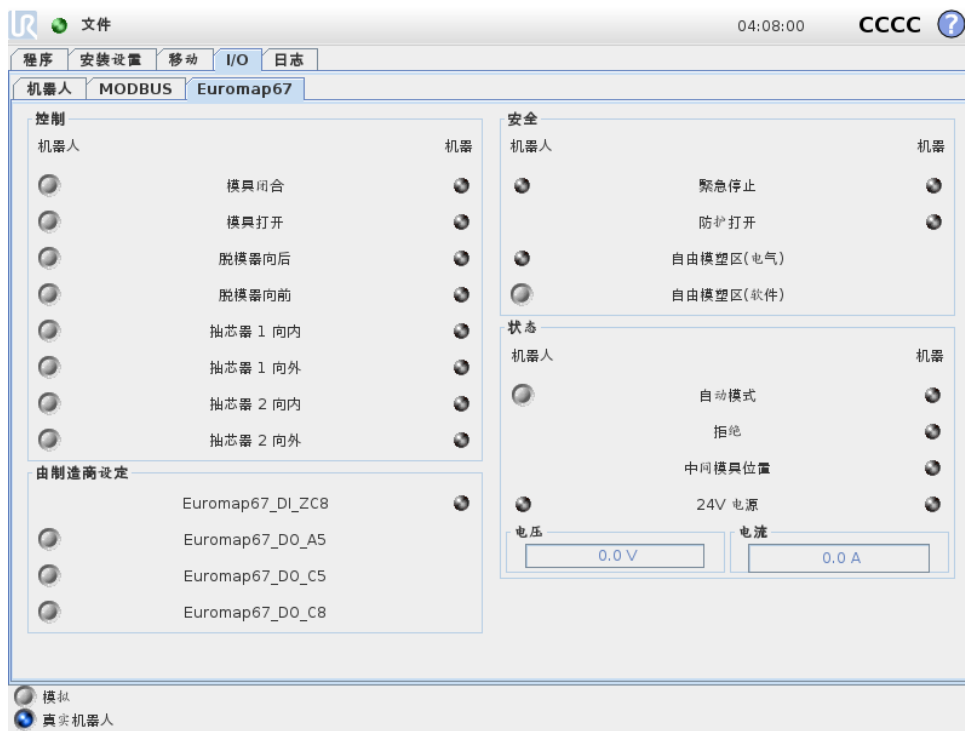 UR 文件 04:08:00 CCCC ?
程序 安装设置 移动 I/O 日志
机器人 MODBUS Euromap67
控制
机器人 机器
模具闭合
模具打开
脱模器向后
脱模器向前
抽芯器 1 向内
抽芯器 1 向外
抽芯器 2 向内
抽芯器 2 向外
由制造商设定
Euromap67_DI_ZC8
Euromap67_DO_A5
Euromap67_DO_C5
Euromap67_DO_C8
安全
机器人 机器
緊急停止
防护打开
自由模塑区(电气)
自由模塑区(软件)
状态
机器人 机器
自动模式
拒绝
中间模具位置
24V 电源
电压 电流
0.0 V 0.0 A
模拟
真实机器人